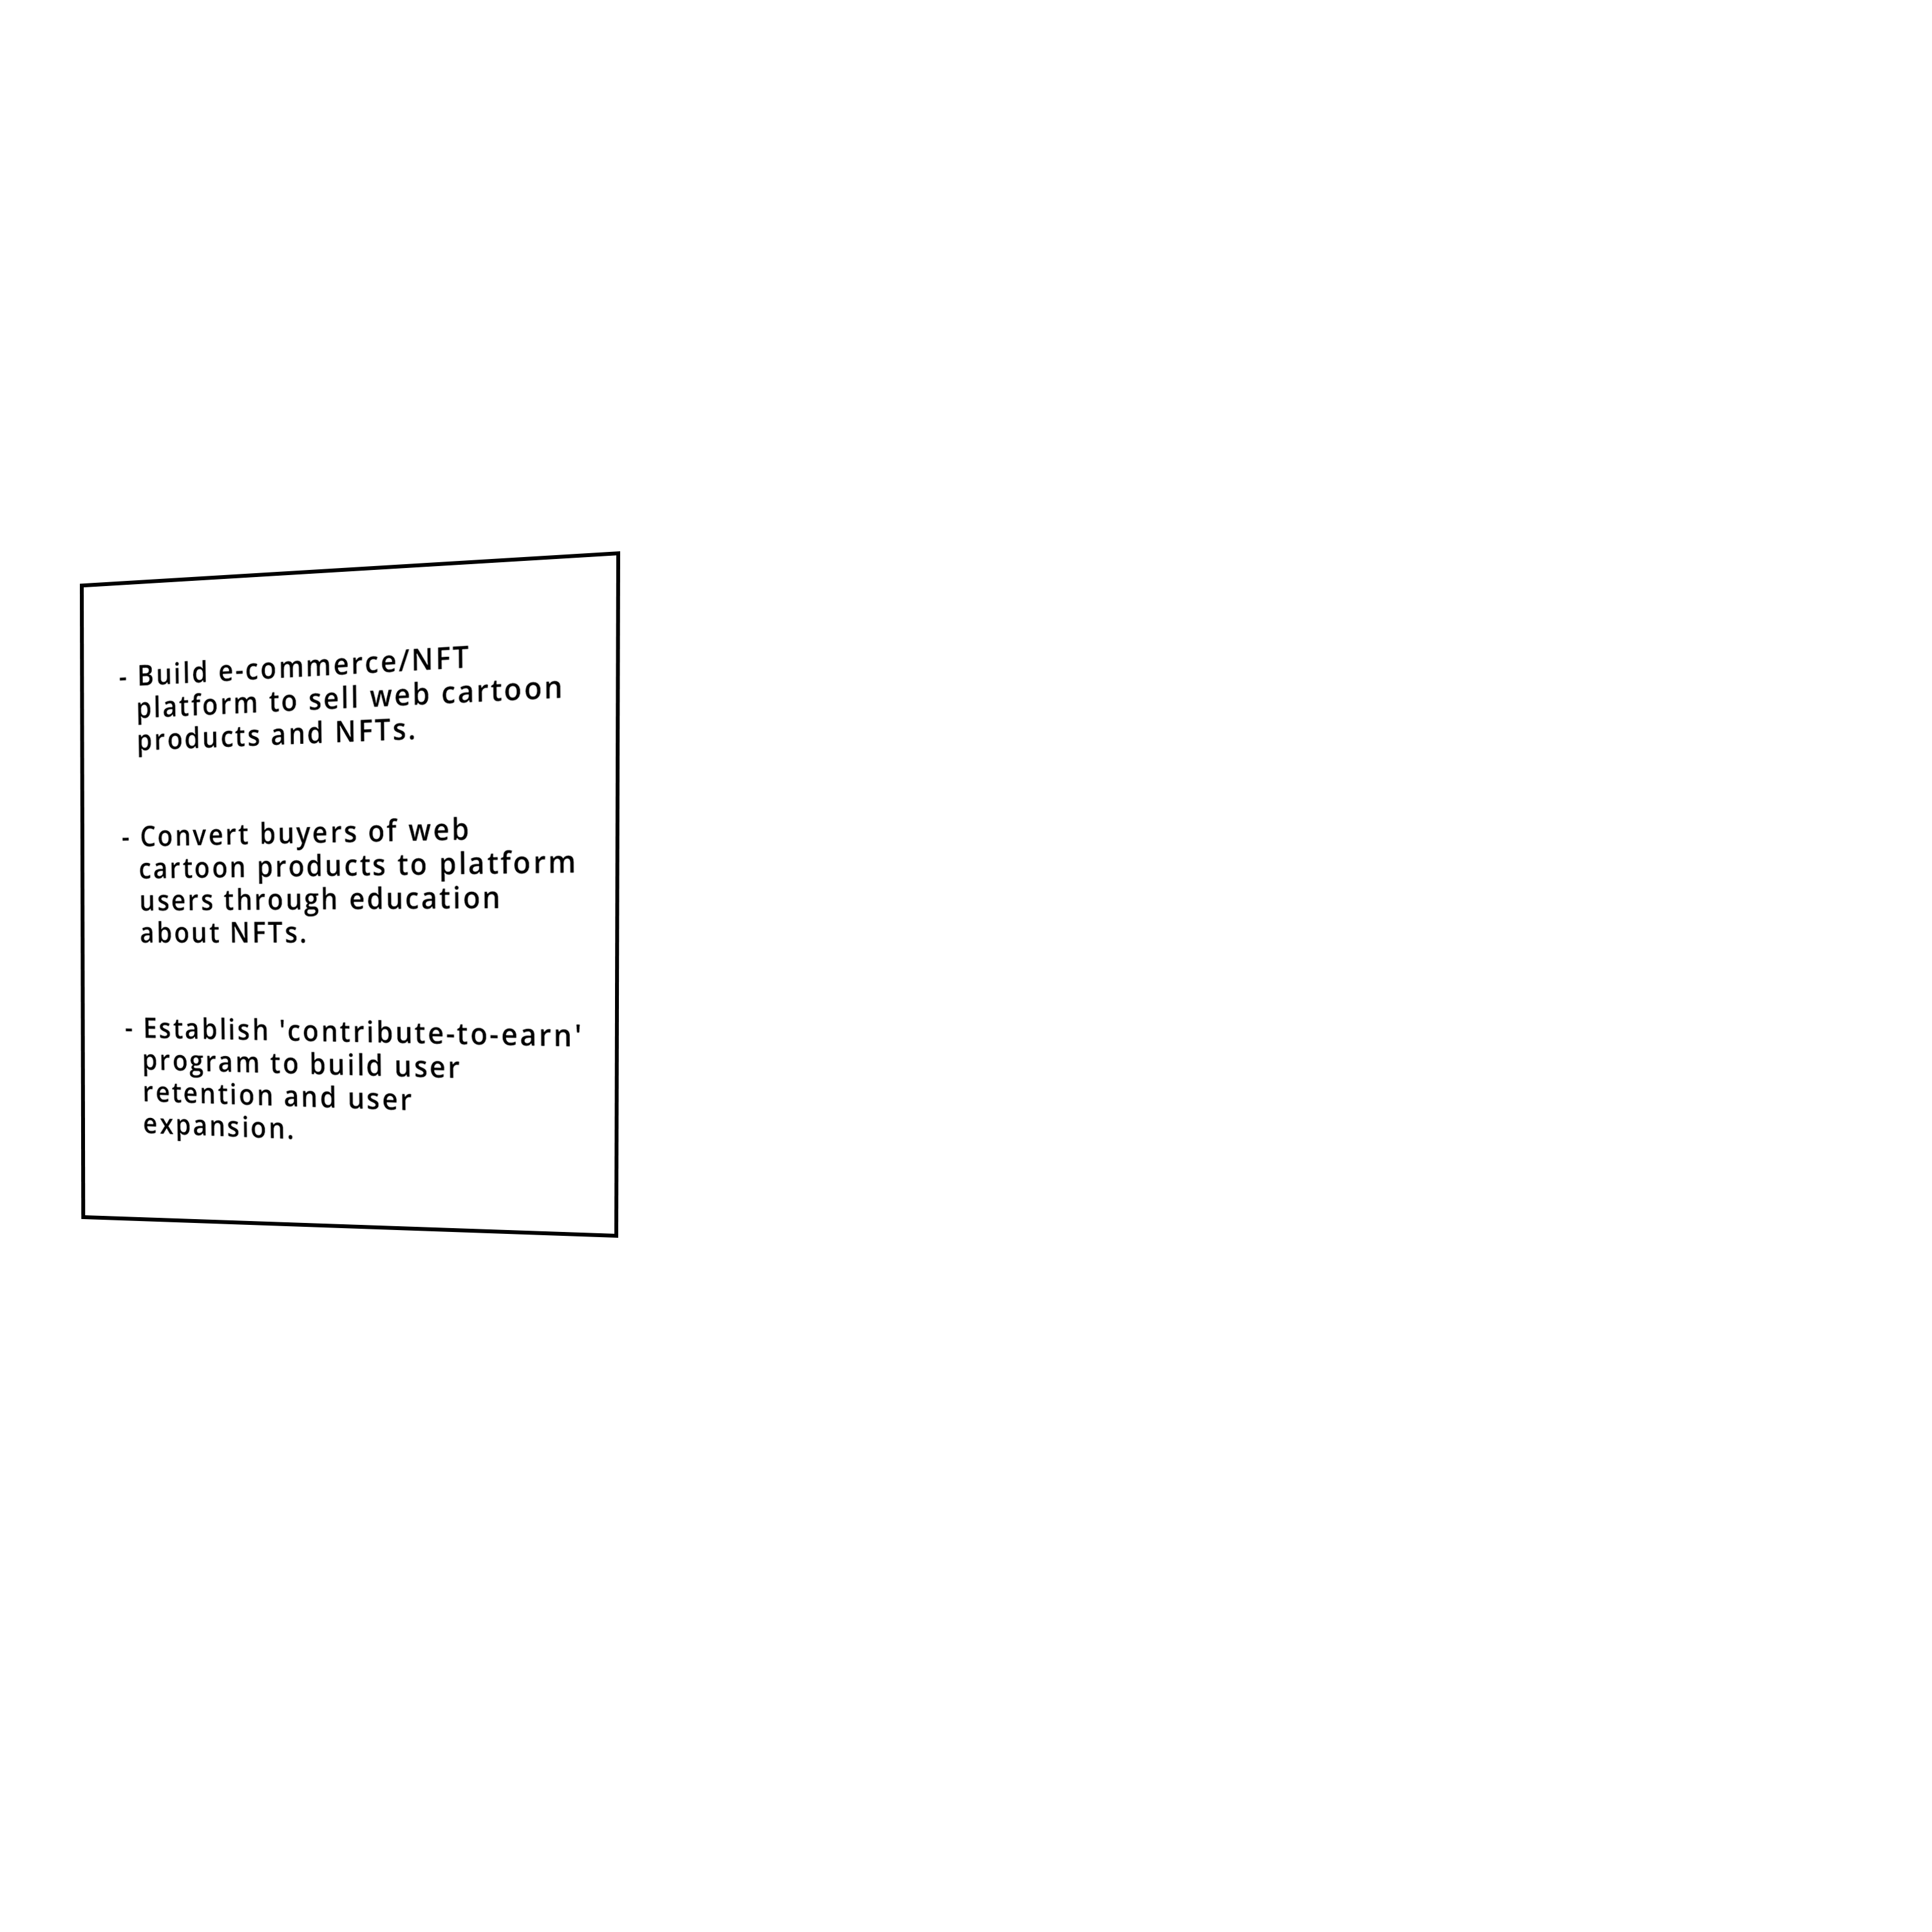 - Build e-commerce/NFT
platform to sell web cartoon
products and NFTs.
- Convert buyers of web
cartoon products to platform
users through education
about NFTs.
- Establish 'contribute-to-earn'
program to build user
retention and user
expansion.